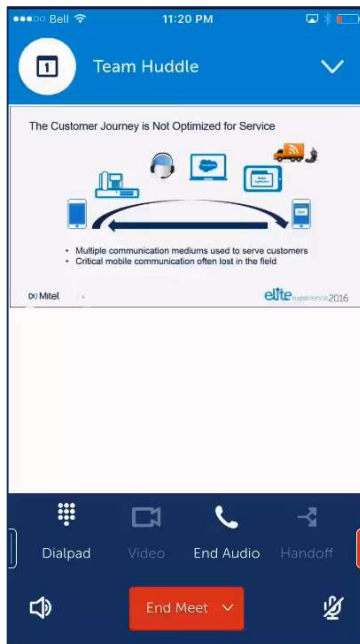 Bell
11:20 PM
1
Team Huddle
The Customer Journey is Not Optimized for Service
Multiple communication mediums used to serve customers
Critical mobile communication often lost in the field
Mitel
elite experience 2016
Dialpad
Video
End Audio
Handoff
End Meet